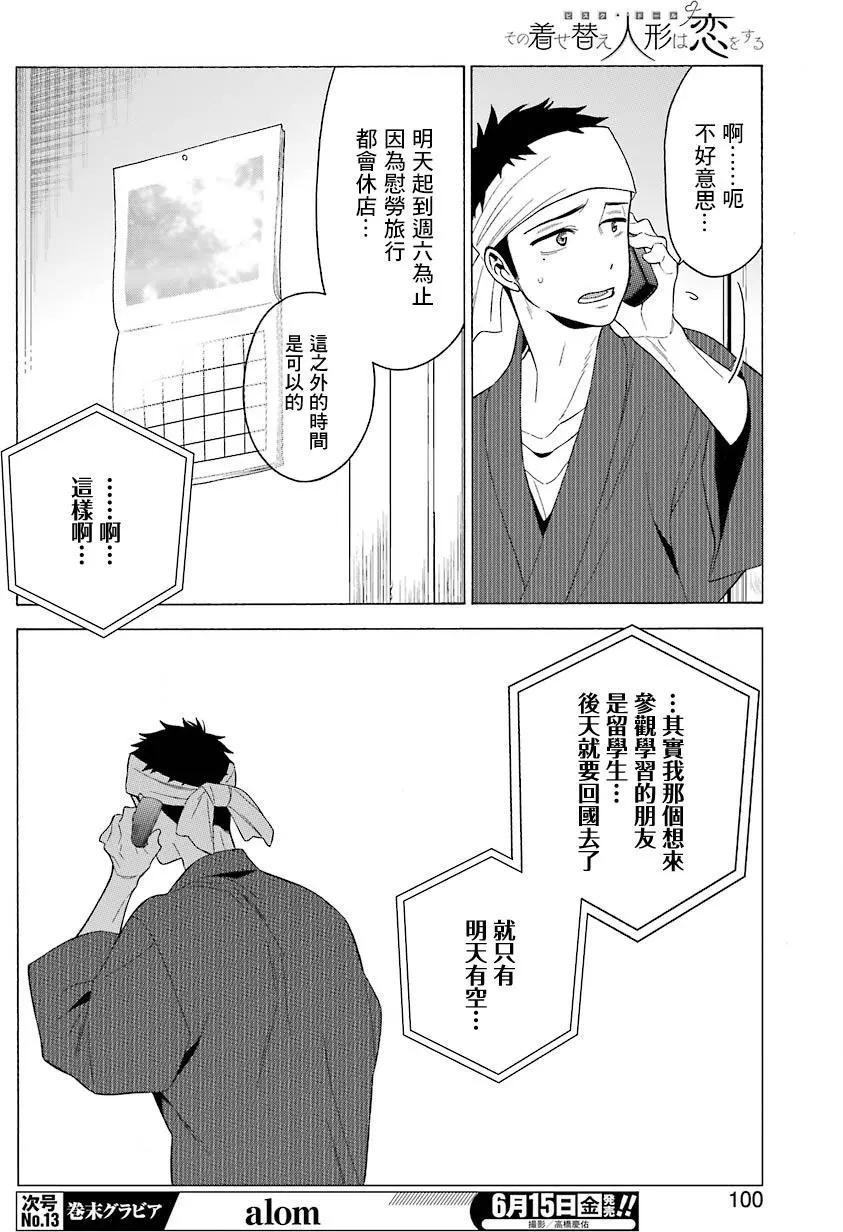 ビスク・ドール
その着せ替え人形は恋をする
啊……呃
不好意思…
明天起到週六為止
因為慰勞旅行
都會休店…
這之外的時間
是可以的
……啊…
這樣啊…
…其實我那個想來
參觀學習的朋友
是留學生…
後天就要回國去了
就只有
明天有空…
100
次号
No.13
巻末グラビア
alom
6月15日金発売!!
撮影／高橋慶佑